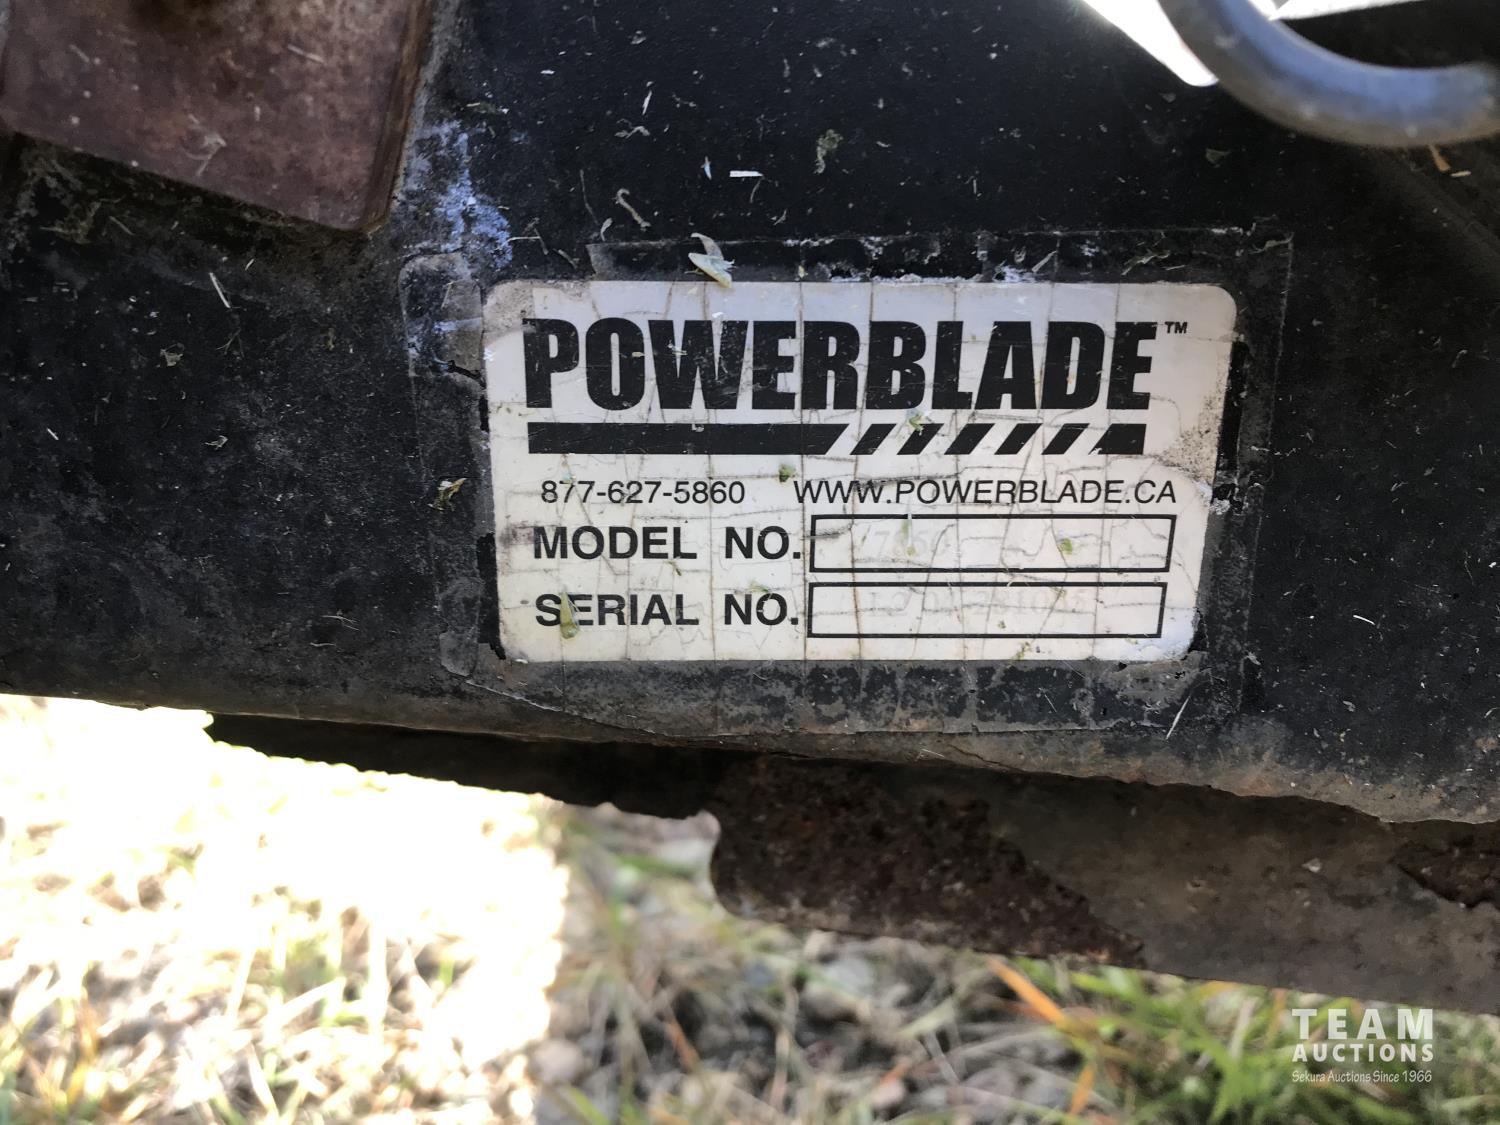 POWERBLADE™
877-627-5860 WWW.POWERBLADE.CA
MODEL NO.
SERIAL NO.
TEAM
AUCTIONS
Sekura Auctions Since 1966